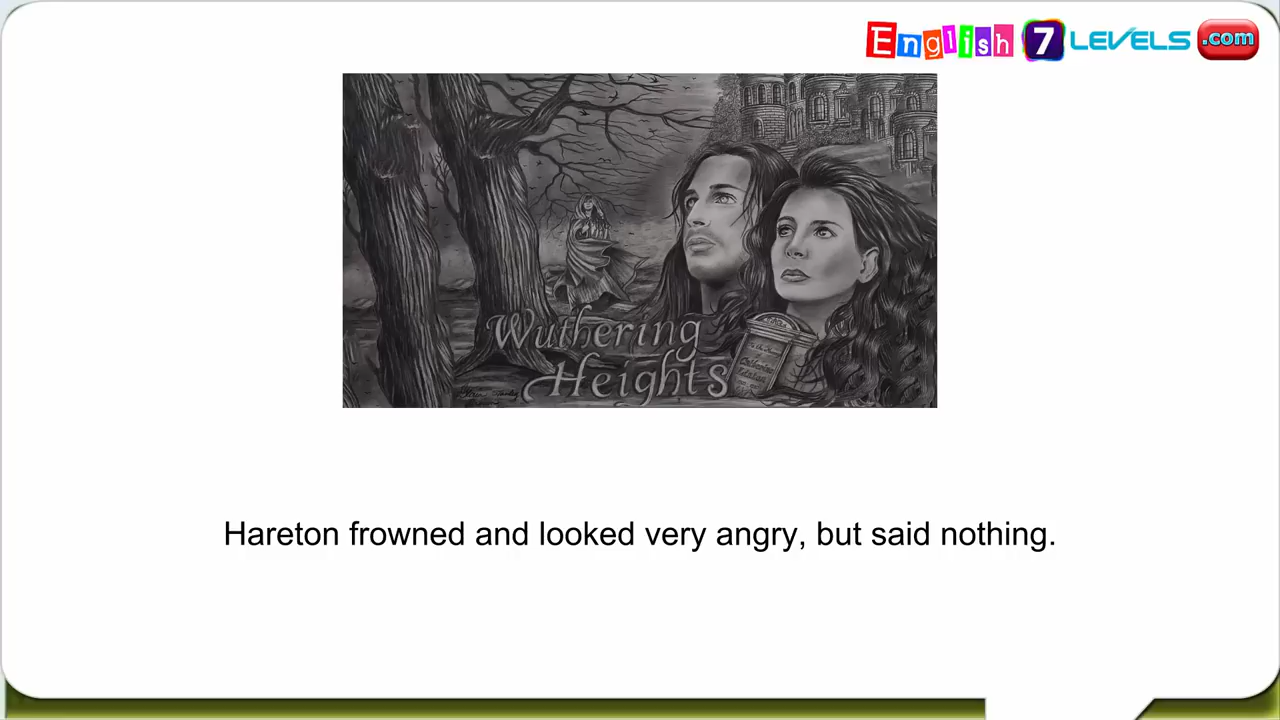 English 7 LEVELS .com
Wuthering
Heights
Hareton frowned and looked very angry, but said nothing.